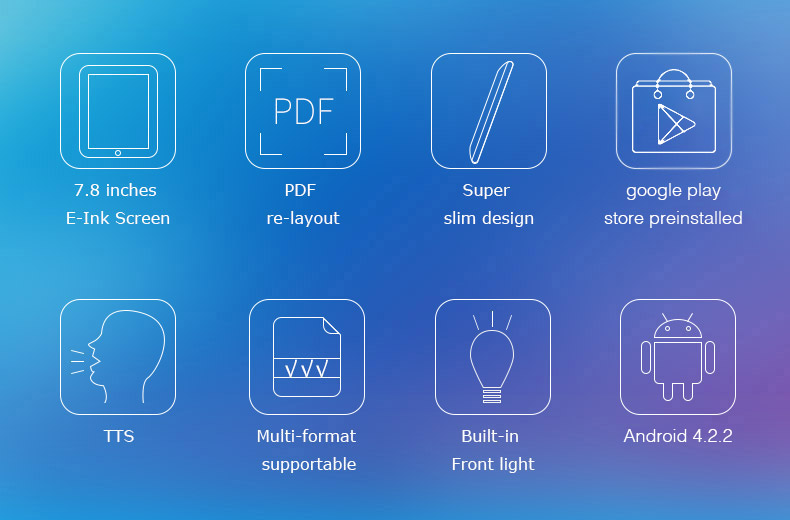 PDF
7.8 inches
E-Ink Screen
PDF
re-layout
Super
slim design
google play
store preinstalled
√√√
TTS
Multi-format
supportable
Built-in
Front light
Android 4.2.2